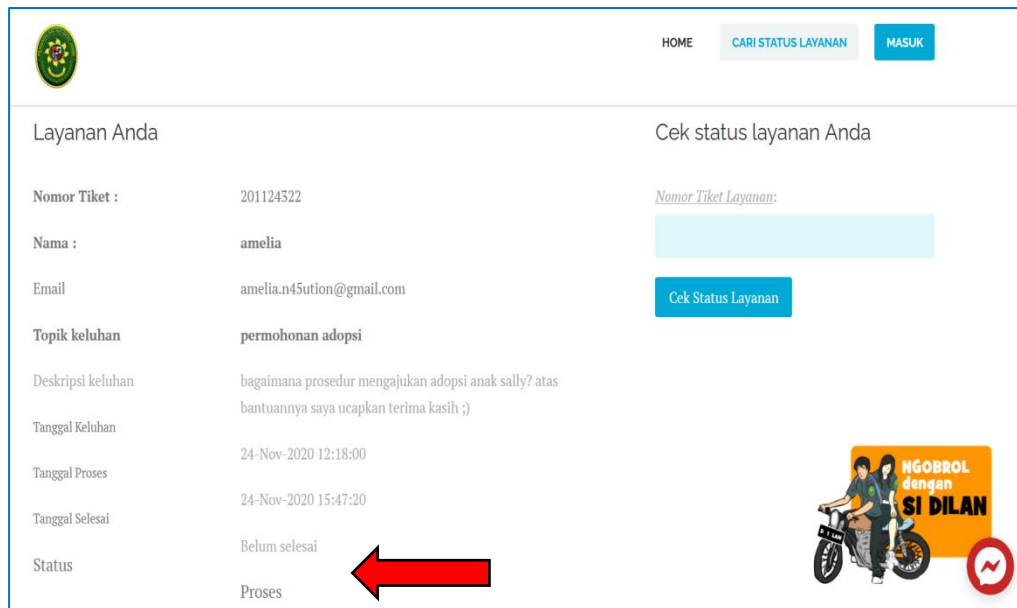 HOME CARI STATUS LAYANAN MASUK
Layanan Anda
Nomor Tiket : 201124322
Nama : amelia
Email amelia.n45ution@gmail.com
Topik keluhan permohonan adopsi
Deskripsi keluhan bagaimana prosedur mengajukan adopsi anak sally? atas
bantuannya saya ucapkan terima kasih ;)
Tanggal Keluhan
24-Nov-2020 12:18:00
Tanggal Proses
24-Nov-2020 15:47:20
Tanggal Selesai
Belum selesai
Status
Proses
Cek status layanan Anda
Nomor Tiket Layanan:
Cek Status Layanan
NGOBROL
dengan
SI DILAN
D 1 LAN